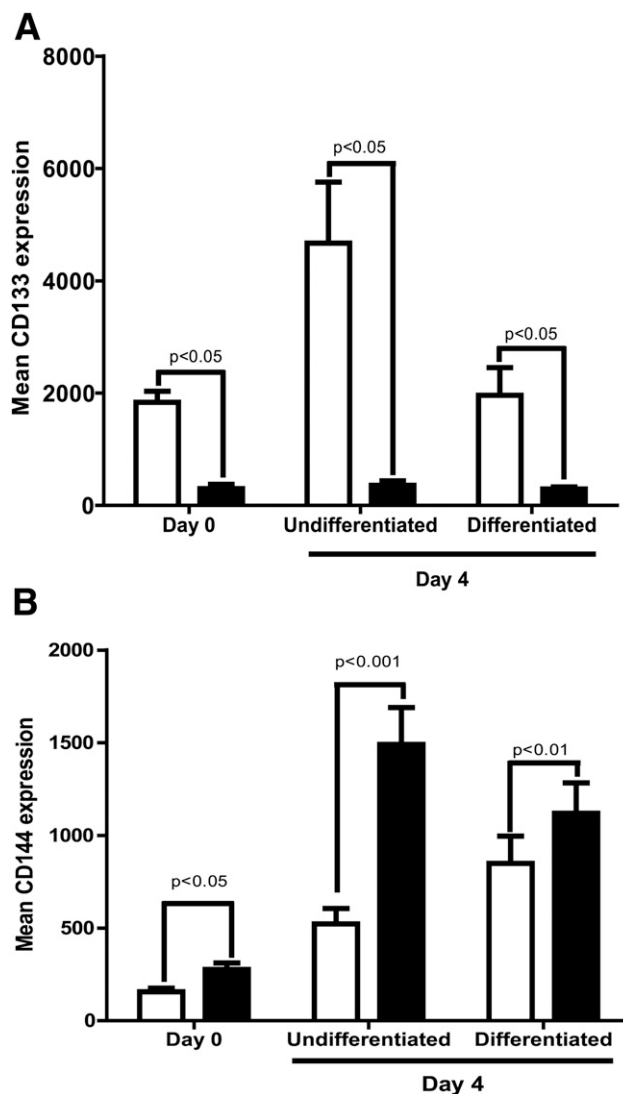 A
Mean CD133 expression
8000
6000
4000
2000
0
p<0.05
p<0.05
p<0.05
Day 0
Undifferentiated
Differentiated
Day 4
B
Mean CD144 expression
2000
1500
1000
500
0
p<0.05
p<0.001
p<0.01
Day 0
Undifferentiated
Differentiated
Day 4